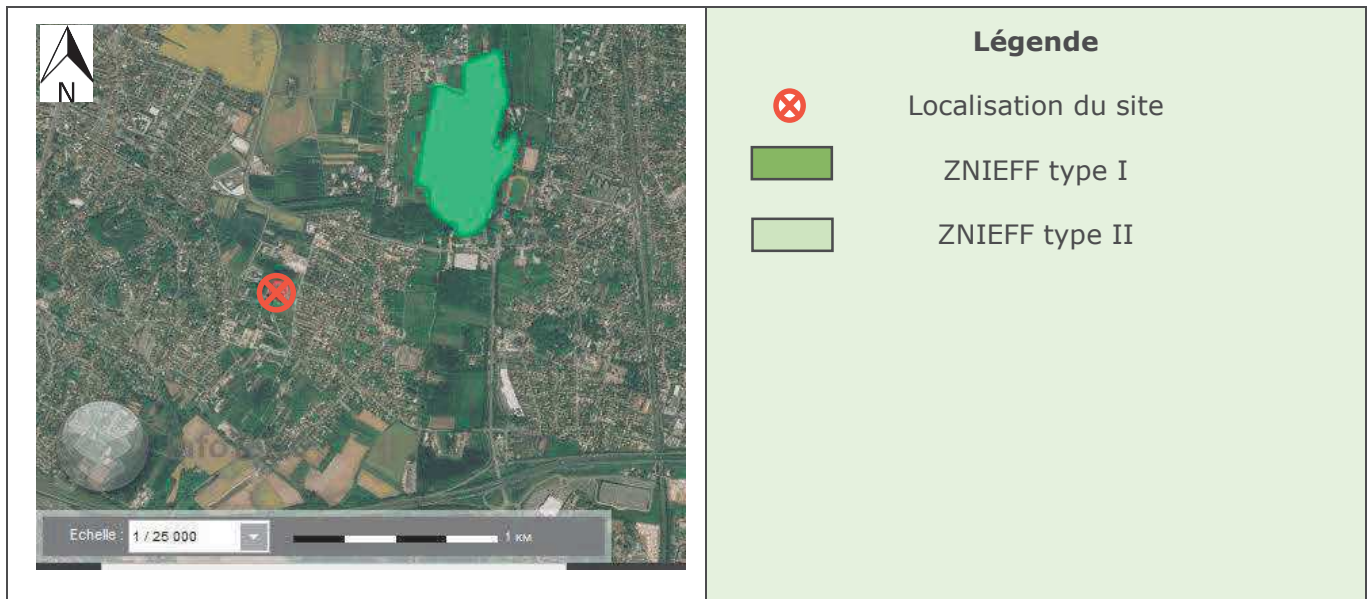 N
Echelle : 1 / 25 000
1 KM
Légende
Localisation du site
ZNIEFF type I
ZNIEFF type II